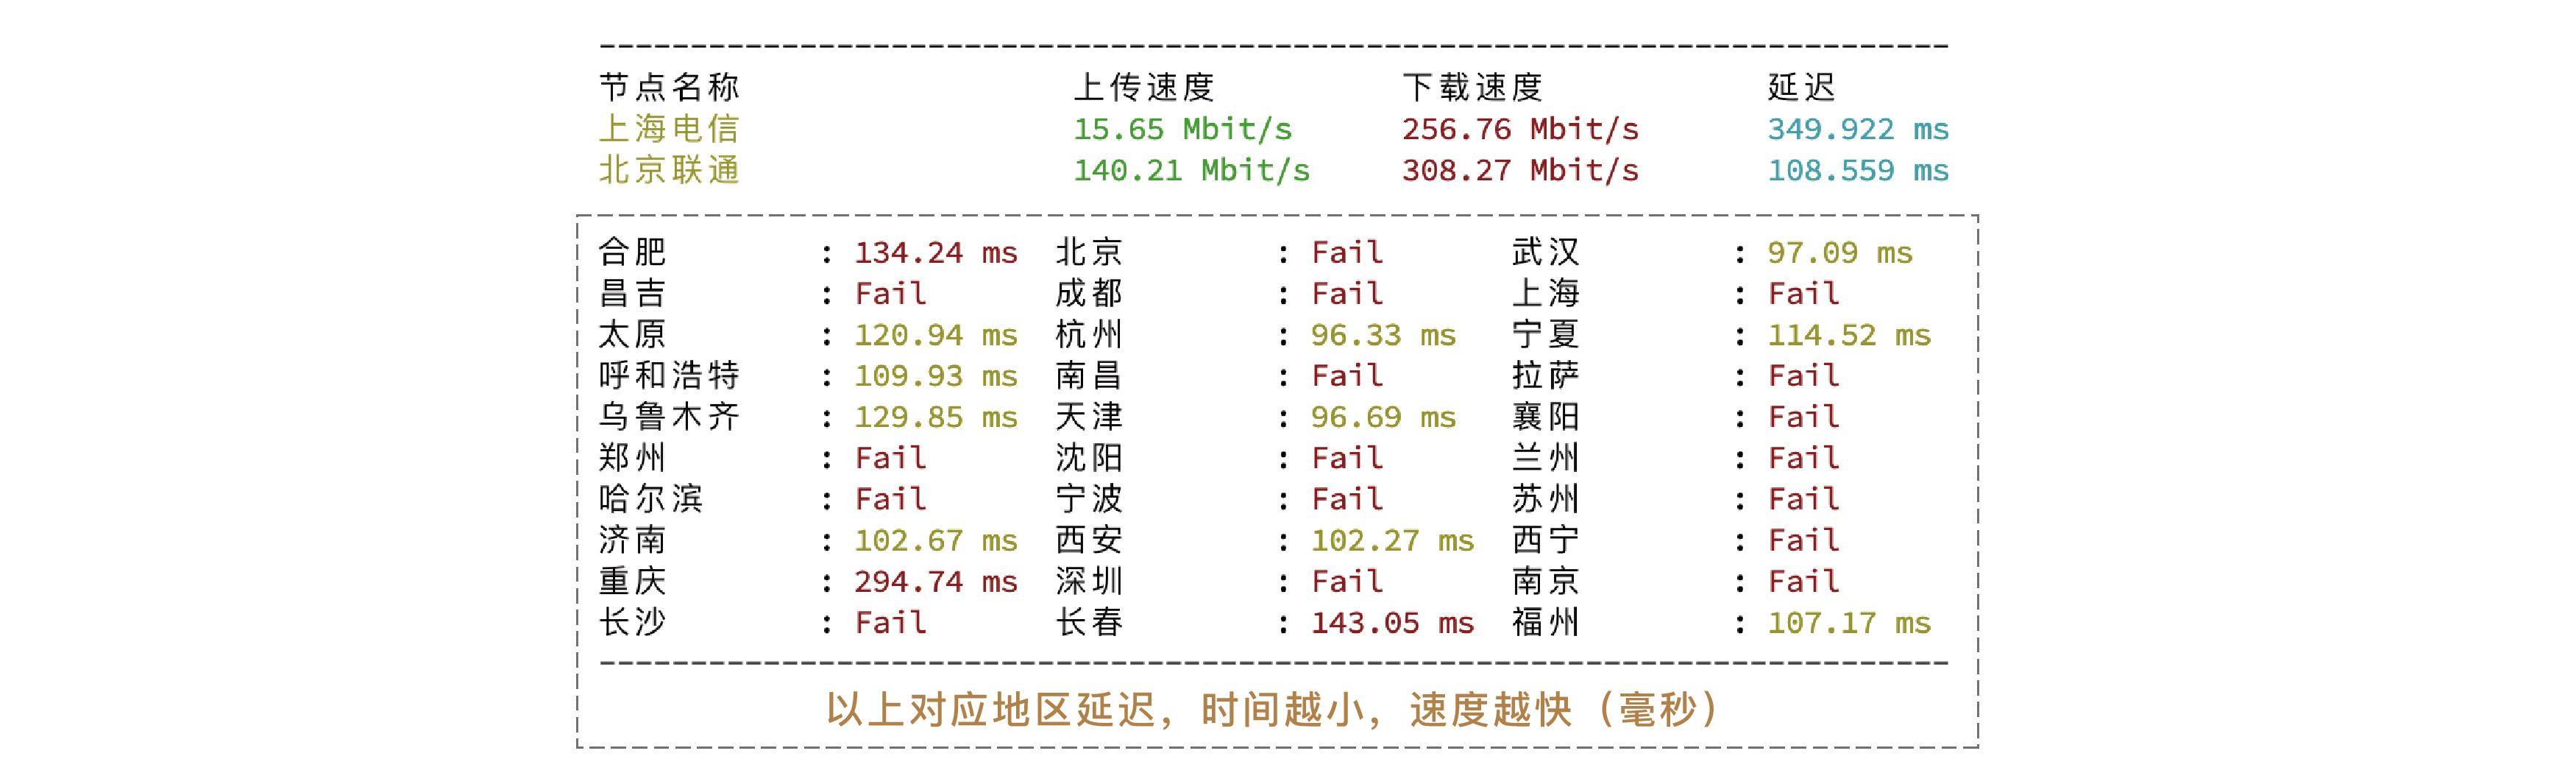 节点名称 上传速度 下载速度 延迟
上海电信 15.65 Mbit/s 256.76 Mbit/s 349.922 ms
北京联通 140.21 Mbit/s 308.27 Mbit/s 108.559 ms
合肥 : 134.24 ms 北京 : Fail 武汉 : 97.09 ms
昌吉 : Fail 成都 : Fail 上海 : Fail
太原 : 120.94 ms 杭州 : 96.33 ms 宁夏 : 114.52 ms
呼和浩特 : 109.93 ms 南昌 : Fail 拉萨 : Fail
乌鲁木齐 : 129.85 ms 天津 : 96.69 ms 襄阳 : Fail
郑州 : Fail 沈阳 : Fail 兰州 : Fail
哈尔滨 : Fail 宁波 : Fail 苏州 : Fail
济南 : 102.67 ms 西安 : 102.27 ms 西宁 : Fail
重庆 : 294.74 ms 深圳 : Fail 南京 : Fail
长沙 : Fail 长春 : 143.05 ms 福州 : 107.17 ms
以上对应地区延迟，时间越小，速度越快（毫秒）